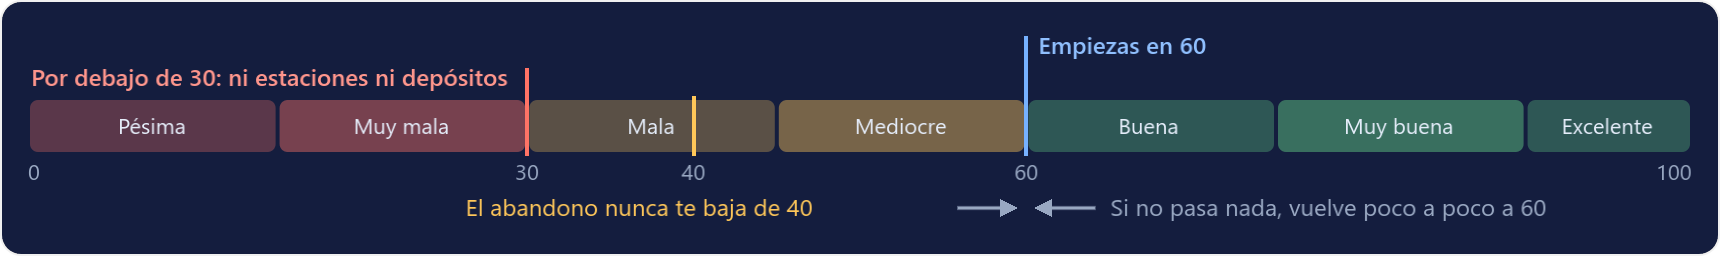 Empiezas en 60
Por debajo de 30: ni estaciones ni depósitos
Pésima
Muy mala
Mala
Mediocre
Buena
Muy buena
Excelente
0
30
40
60
100
El abandono nunca te baja de 40
Si no pasa nada, vuelve poco a poco a 60